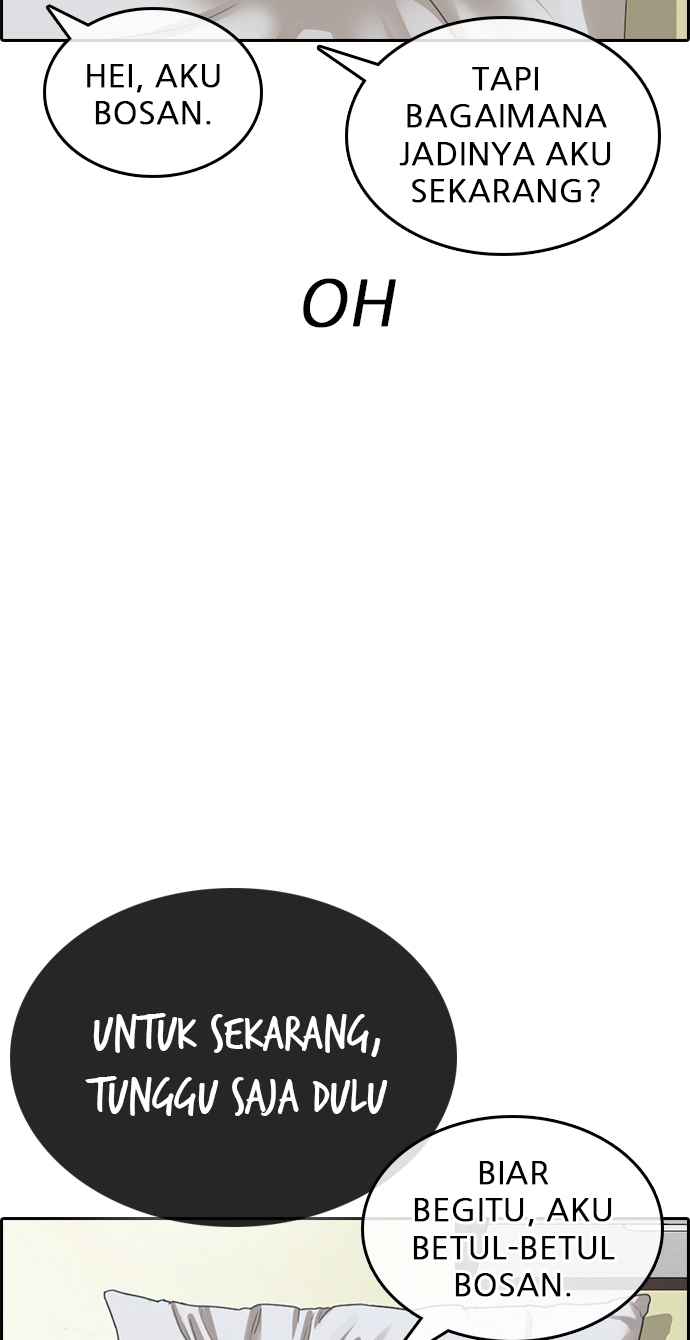 HEI, AKU
BOSAN.
TAPI
BAGAIMANA
JADINYA AKU
SEKARANG?
OH
UNTUK SEKARANG,
TUNGGU SAJA DULU
BIAR
BEGITU, AKU
BETUL-BETUL
BOSAN.